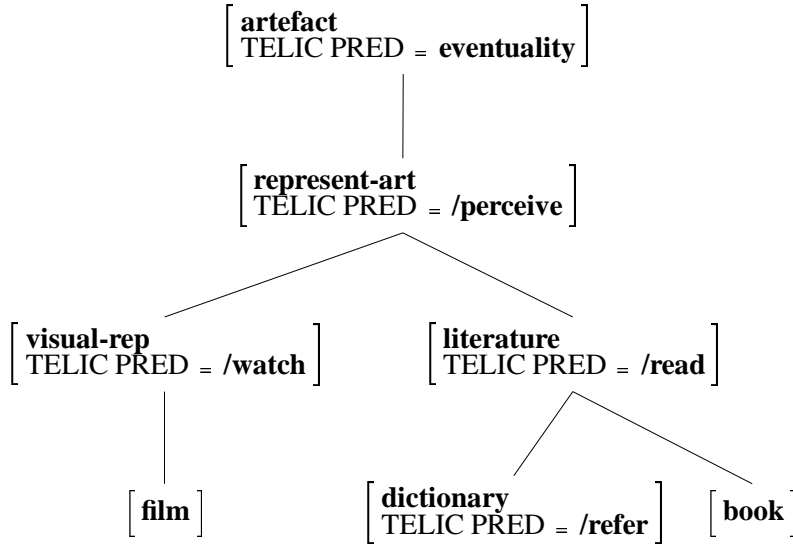 artefact
TELIC PRED = eventuality
represent-art
TELIC PRED = /perceive
visual-rep
TELIC PRED = /watch
literature
TELIC PRED = /read
film
dictionary
TELIC PRED = /refer
book